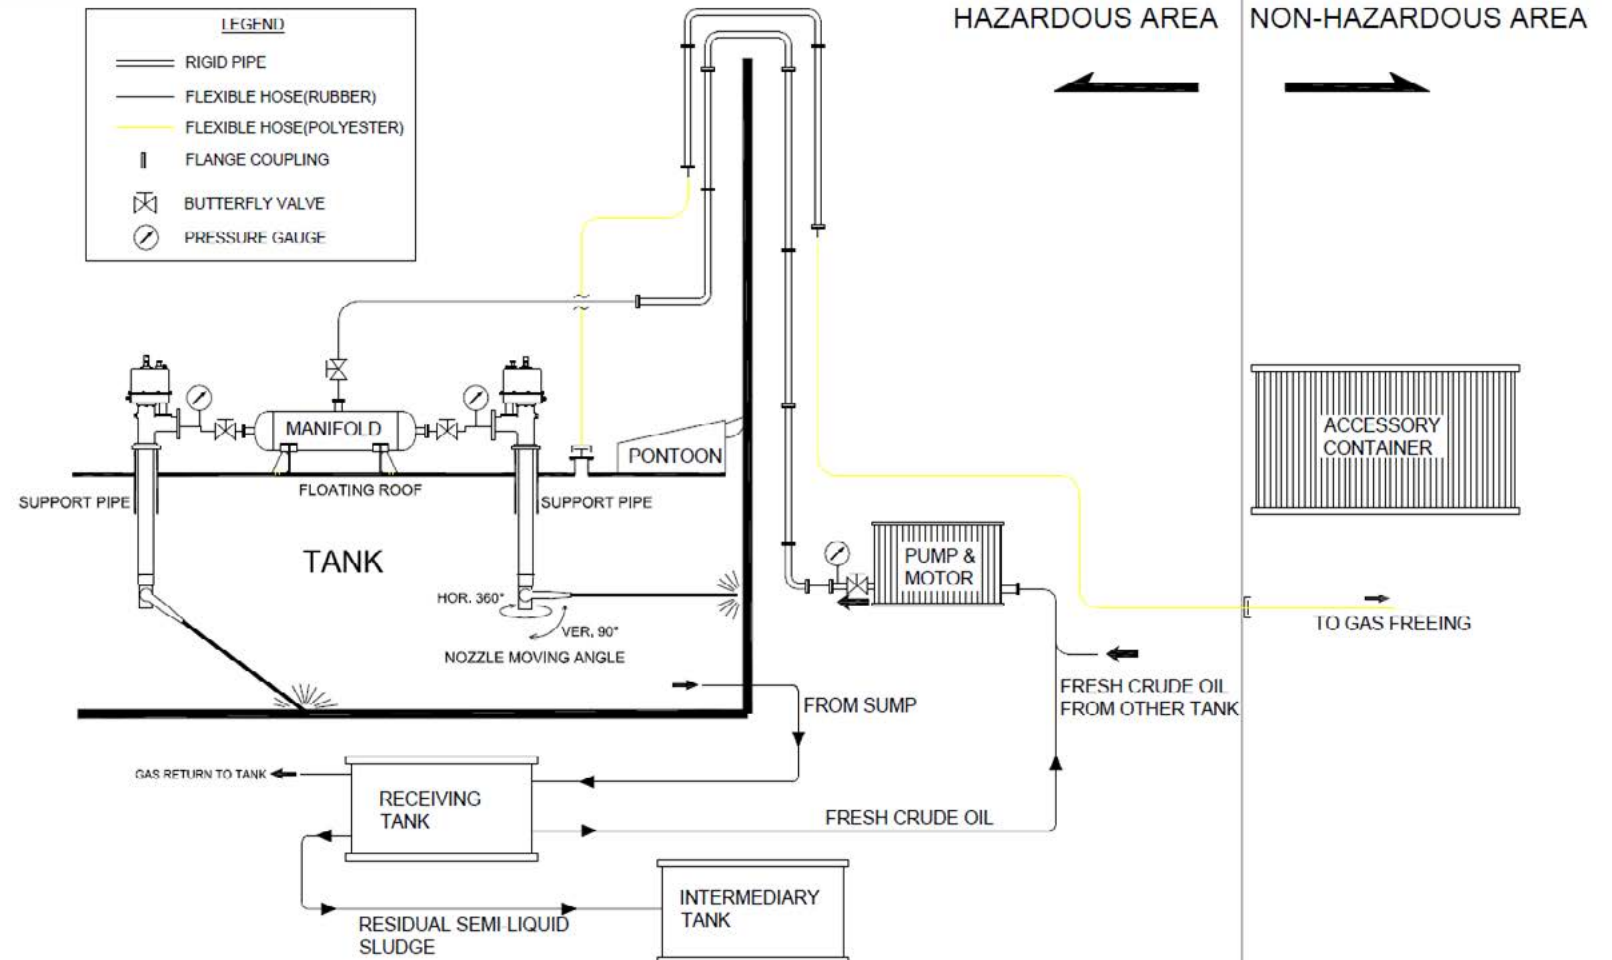 HAZARDOUS AREA
NON-HAZARDOUS AREA
LEGEND
RIGID PIPE
FLEXIBLE HOSE(RUBBER)
FLEXIBLE HOSE(POLYESTER)
FLANGE COUPLING
BUTTERFLY VALVE
PRESSURE GAUGE
MANIFOLD
PONTOON
FLOATING ROOF
SUPPORT PIPE
SUPPORT PIPE
TANK
HOR. 360°
VER, 90°
NOZZLE MOVING ANGLE
PUMP &
MOTOR
ACCESSORY
CONTAINER
TO GAS FREEING
FRESH CRUDE OIL
FROM OTHER TANK
FROM SUMP
GAS RETURN TO TANK
RECEIVING
TANK
FRESH CRUDE OIL
INTERMEDIARY
TANK
RESIDUAL SEMI-LIQUID
SLUDGE